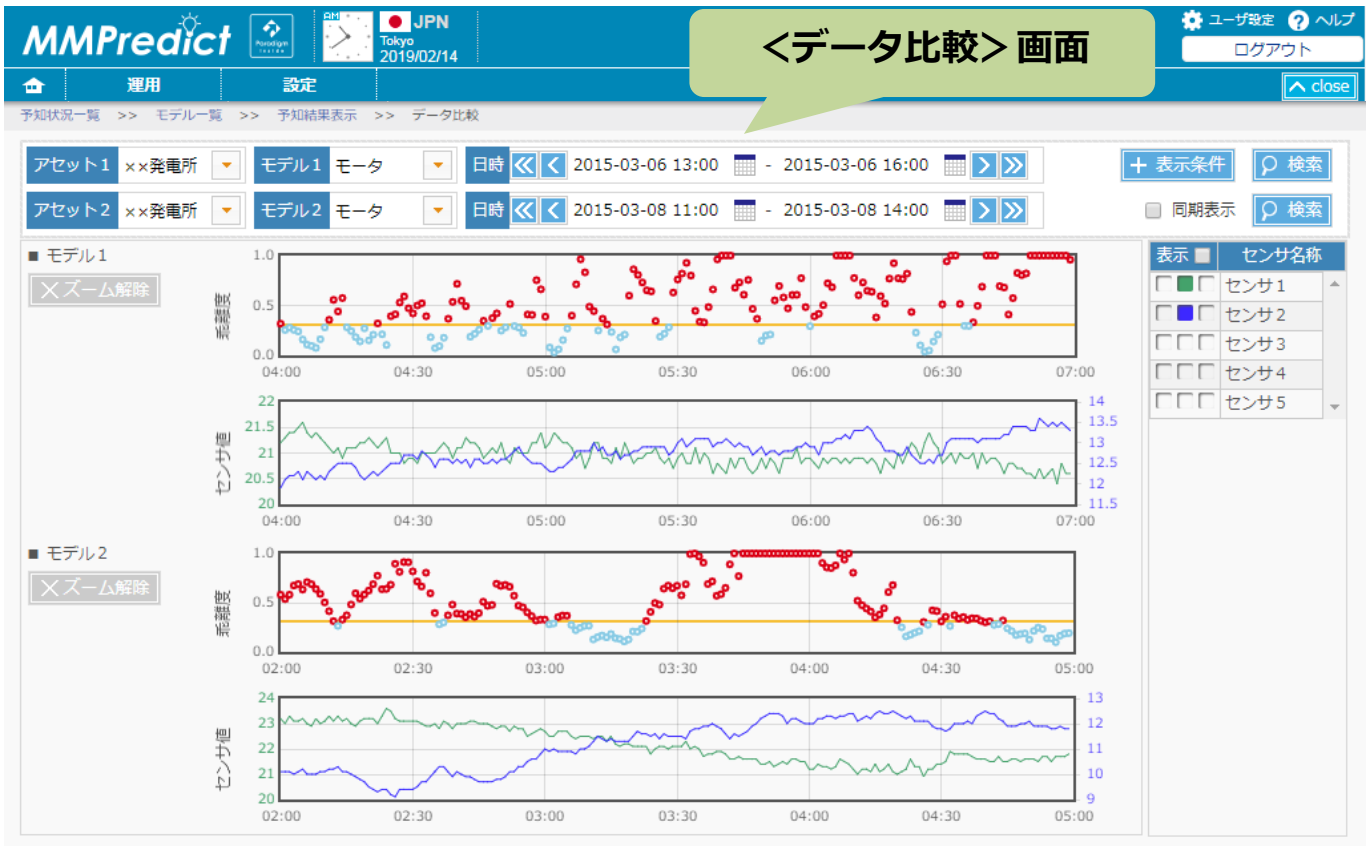 MMPredict
Paradigm
inside
AM
JPN
Tokyo
2019/02/14
<データ比較> 画面
ユーザ設定
ヘルプ
ログアウト
運用
設定
close
予知状況一覧 >> モデル一覧 >> 予知結果表示 >> データ比較
アセット1 ××発電所 モデル1 モータ 日時 2015-03-06 13:00 - 2015-03-06 16:00 + 表示条件 検索
アセット2 ××発電所 モデル2 モータ 日時 2015-03-08 11:00 - 2015-03-08 14:00 同期表示 検索
■ モデル1
×ズーム解除
乖離度
1.0
0.5
0.0
04:00 04:30 05:00 05:30 06:00 06:30 07:00
センサ値
22
21.5
21
20.5
20
14
13.5
13
12.5
12
11.5
04:00 04:30 05:00 05:30 06:00 06:30 07:00
■ モデル2
×ズーム解除
乖離度
1.0
0.5
0.0
02:00 02:30 03:00 03:30 04:00 04:30 05:00
センサ値
24
23
22
21
20
13
12
11
10
9
02:00 02:30 03:00 03:30 04:00 04:30 05:00
表示 センサ名称
センサ1
センサ2
センサ3
センサ4
センサ5